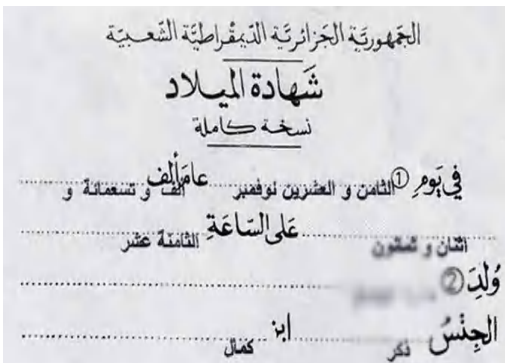 الجمهورية الجزائرية الديمقراطية الشعبية
شهادة الميلاد
نسخة كاملة
في يوم ① الثامن و العشرين نوفمبر عام ألف ألف و تسعمائة و
اثنان و ثمانون على الساعة الثامنة عشر
ولد ②
الجنس ذكر ابن كمال